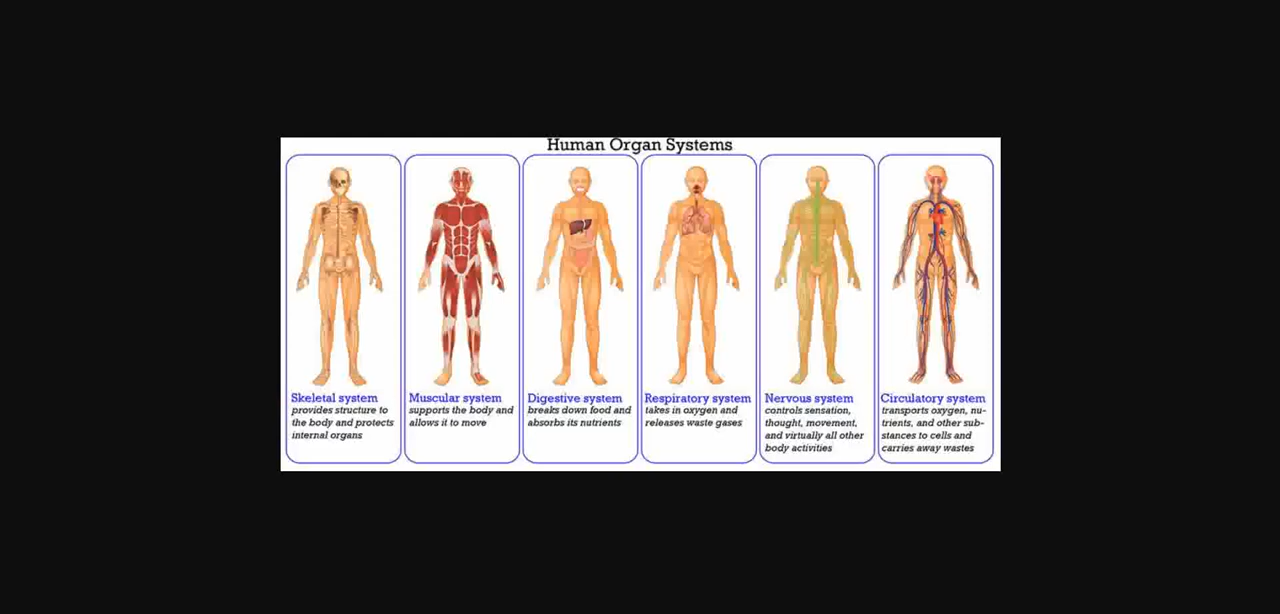 Human Organ Systems
Skeletal system
provides structure to
the body and protects
internal organs
Muscular system
supports the body and
allows it to move
Digestive system
breaks down food and
absorbs its nutrients
Respiratory system
takes in oxygen and
releases waste gases
Nervous system
controls sensation,
thought, movement,
and virtually all other
body activities
Circulatory system
transports oxygen, nu-
trients, and other sub-
stances to cells and
carries away wastes